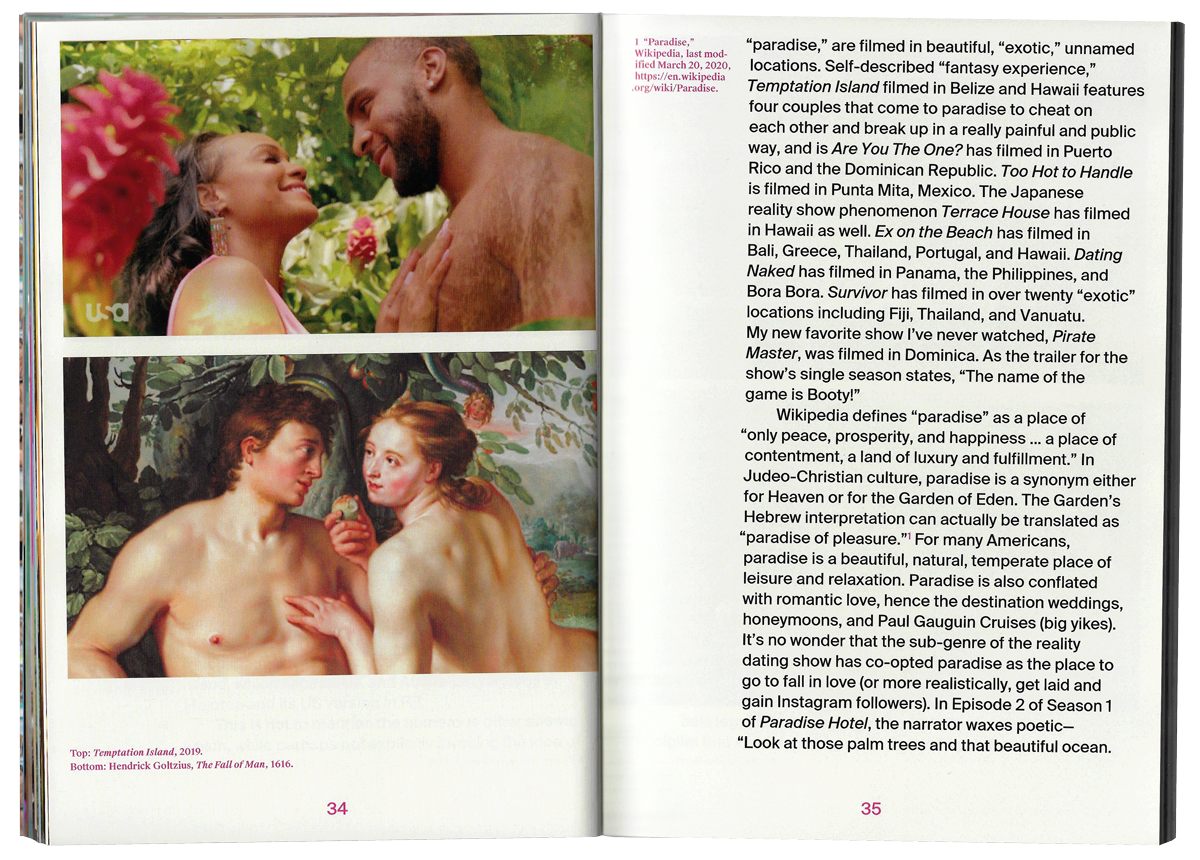 usa
Top: Temptation Island, 2019.
Bottom: Hendrick Goltzius, The Fall of Man, 1616.
34
1 “Paradise,”
Wikipedia, last mod-
ified March 20, 2020,
https://en.wikipedia
.org/wiki/Paradise.
“paradise,” are filmed in beautiful, “exotic,” unnamed
locations. Self-described “fantasy experience,”
Temptation Island filmed in Belize and Hawaii features
four couples that come to paradise to cheat on
each other and break up in a really painful and public
way, and is Are You The One? has filmed in Puerto
Rico and the Dominican Republic. Too Hot to Handle
is filmed in Punta Mita, Mexico. The Japanese
reality show phenomenon Terrace House has filmed
in Hawaii as well. Ex on the Beach has filmed in
Bali, Greece, Thailand, Portugal, and Hawaii. Dating
Naked has filmed in Panama, the Philippines, and
Bora Bora. Survivor has filmed in over twenty “exotic”
locations including Fiji, Thailand, and Vanuatu.
My new favorite show I’ve never watched, Pirate
Master, was filmed in Dominica. As the trailer for the
show’s single season states, “The name of the
game is Booty!”
Wikipedia defines “paradise” as a place of
“only peace, prosperity, and happiness ... a place of
contentment, a land of luxury and fulfillment.” In
Judeo-Christian culture, paradise is a synonym either
for Heaven or for the Garden of Eden. The Garden’s
Hebrew interpretation can actually be translated as
“paradise of pleasure.”1 For many Americans,
paradise is a beautiful, natural, temperate place of
leisure and relaxation. Paradise is also conflated
with romantic love, hence the destination weddings,
honeymoons, and Paul Gauguin Cruises (big yikes).
It’s no wonder that the sub-genre of the reality
dating show has co-opted paradise as the place to
go to fall in love (or more realistically, get laid and
gain Instagram followers). In Episode 2 of Season 1
of Paradise Hotel, the narrator waxes poetic—
“Look at those palm trees and that beautiful ocean.
35